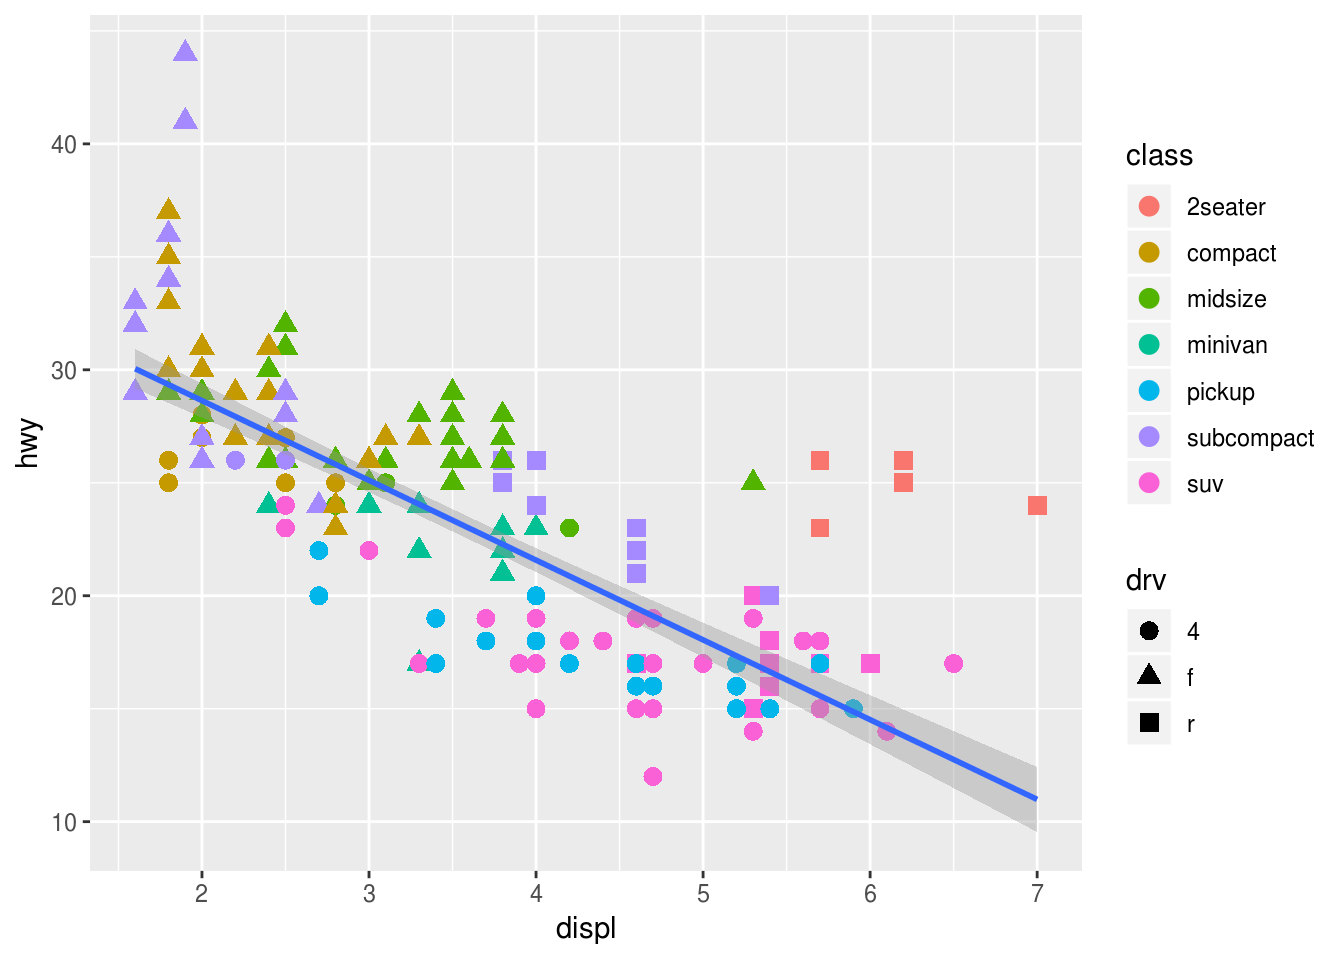 hwy
40
30
20
10
2 3 4 5 6 7
displ
class
2seater
compact
midsize
minivan
pickup
subcompact
suv
drv
4
f
r